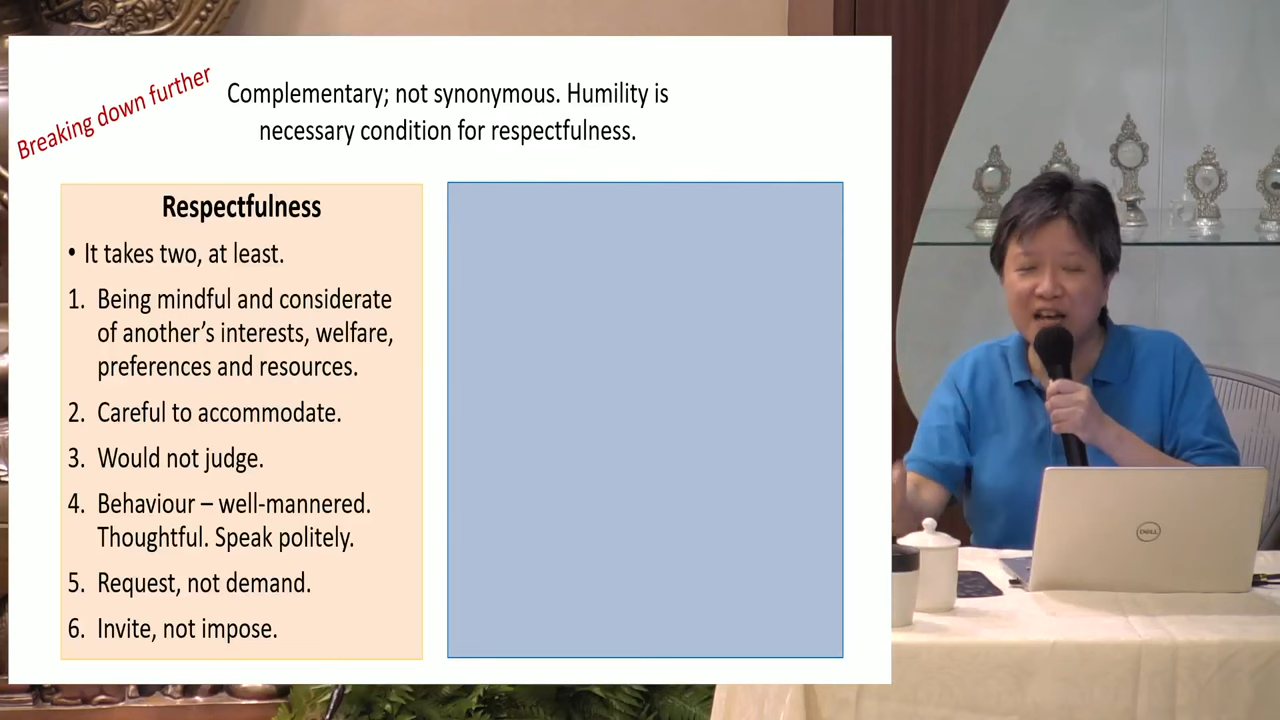 Breaking down further
Complementary; not synonymous. Humility is
necessary condition for respectfulness.
Respectfulness
• It takes two, at least.
1. Being mindful and considerate
of another’s interests, welfare,
preferences and resources.
2. Careful to accommodate.
3. Would not judge.
4. Behaviour – well-mannered.
Thoughtful. Speak politely.
5. Request, not demand.
6. Invite, not impose.
DELL